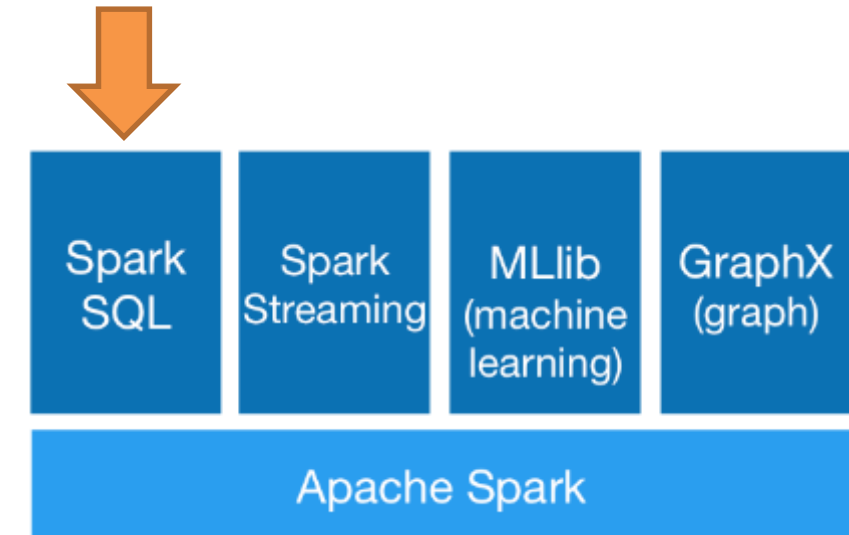 Spark
SQL
Spark
Streaming
MLlib
(machine
learning)
GraphX
(graph)
Apache Spark